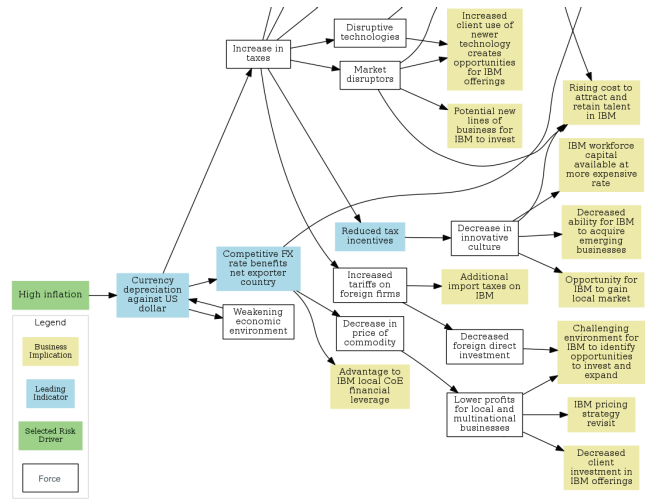 Increase in
taxes
Disruptive
technologies
Market
disruptors
Increased
client use of
newer
technology
creates
opportunities
for IBM
offerings
Potential new
lines of
business for
IBM to invest
Rising cost to
attract and
retain talent
in IBM
IBM workforce
capital
available at
more expensive
rate
Reduced tax
incentives
Decrease in
innovative
culture
Decreased
ability for IBM
to acquire
emerging
businesses
Opportunity for
IBM to gain
local market
High inflation
Currency
depreciation
against US
dollar
Competitive FX
rate benefits
net exporter
country
Weakening
economic
environment
Increased
tariffs on
foreign firms
Additional
import taxes on
IBM
Decrease in
price of
commodity
Decreased
foreign direct
investment
Challenging
environment for
IBM to identify
opportunities
to invest and
expand
Advantage to
IBM local CoE
financial
leverage
Lower profits
for local and
multinational
businesses
IBM pricing
strategy
revisit
Decreased
client
investment in
IBM offerings
Legend
Business
Implication
Leading
Indicator
Selected Risk
Driver
Force